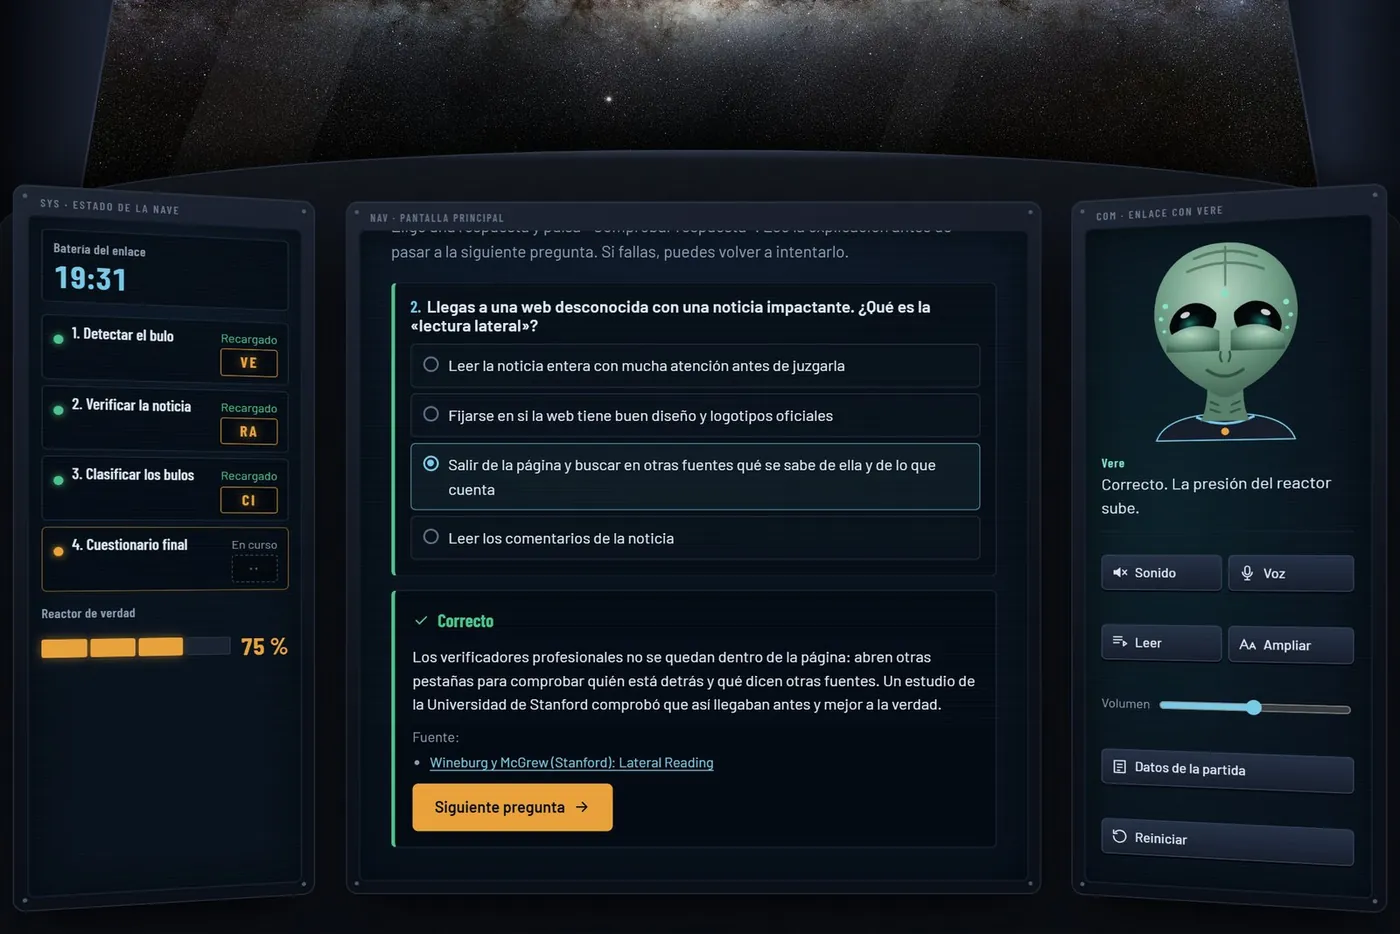 SYS · ESTADO DE LA NAVE
Batería del enlace
19:31
1. Detectar el bulo
Recargado
VE
2. Verificar la noticia
Recargado
RA
3. Clasificar los bulos
Recargado
CI
4. Cuestionario final
En curso
··
Reactor de verdad
75 %
NAV · PANTALLA PRINCIPAL
pasar a la siguiente pregunta. Si fallas, puedes volver a intentarlo.
2. Llegas a una web desconocida con una noticia impactante. ¿Qué es la
«lectura lateral»?
Leer la noticia entera con mucha atención antes de juzgarla
Fijarse en si la web tiene buen diseño y logotipos oficiales
Salir de la página y buscar en otras fuentes qué se sabe de ella y de lo que
cuenta
Leer los comentarios de la noticia
Correcto
Los verificadores profesionales no se quedan dentro de la página: abren otras
pestañas para comprobar quién está detrás y qué dicen otras fuentes. Un estudio de
la Universidad de Stanford comprobó que así llegaban antes y mejor a la verdad.
Fuente:
• Wineburg y McGrew (Stanford): Lateral Reading
Siguiente pregunta →
COM · ENLACE CON VERE
Vere
Correcto. La presión del reactor
sube.
Sonido
Voz
Leer
AA Ampliar
Volumen
Datos de la partida
Reiniciar